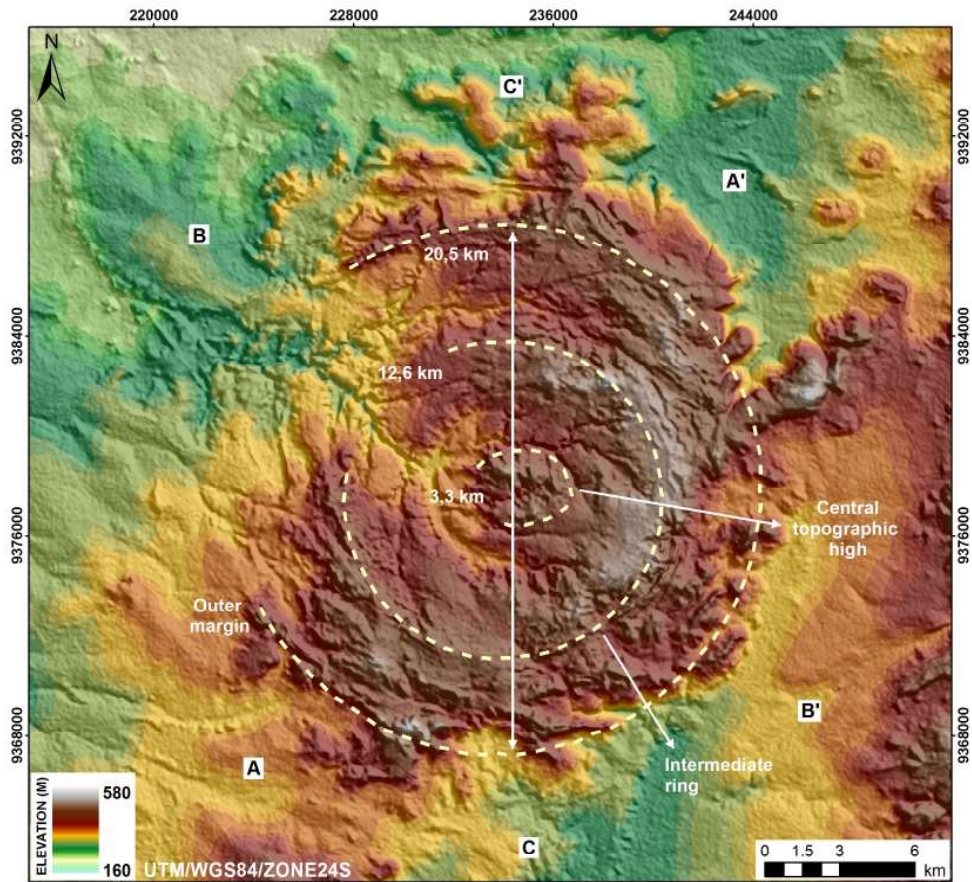 220000
228000
236000
244000
N
C'
9392000
9392000
A'
B
20,5 km
9384000
9384000
12,6 km
3,3 km
Central
topographic
high
9376000
9376000
Outer
margin
B'
9368000
9368000
A
Intermediate
ring
ELEVATION (M)
580
160
C
0 1.5 3 6
km
UTM/WGS84/ZONE24S